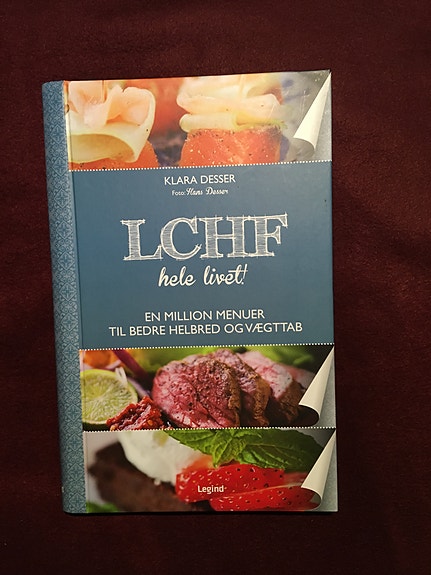 KLARA DESSER
Foto: Hans Desser
LCHF
hele livet!
EN MILLION MENUER
TIL BEDRE HELBRED OG VÆGTTAB
Legind